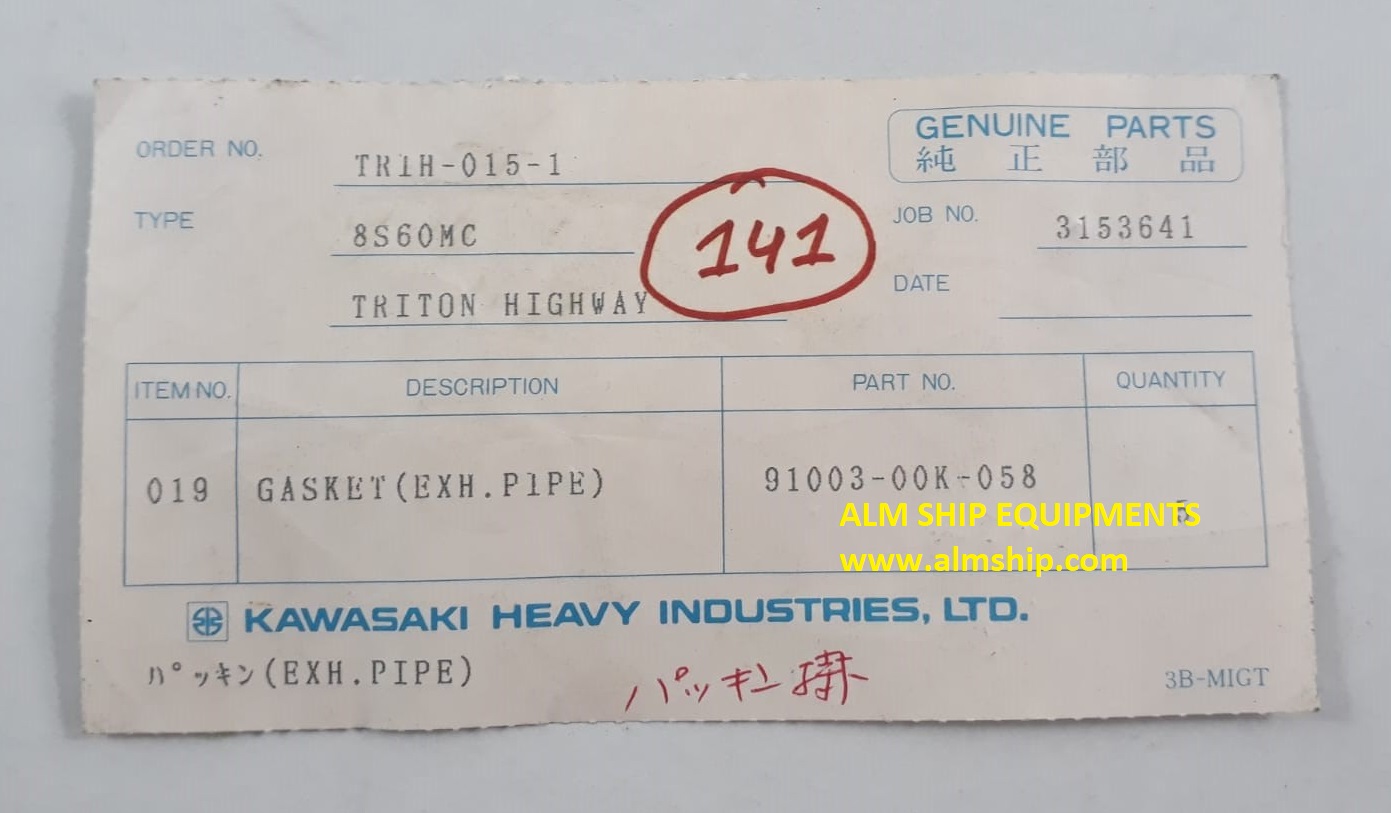 ORDER NO. TR1H-015-1
GENUINE PARTS
純正部品
TYPE 8S60MC
141
JOB NO. 3153641
TRITON HIGHWAY
DATE
ITEM NO. DESCRIPTION PART NO. QUANTITY
019 GASKET(EXH.P1PE) 91003-00K-058 5
ALM SHIP EQUIPMENTS
www.almship.com
KAWASAKI HEAVY INDUSTRIES, LTD.
パッキン(EXH.PIPE)
パッキン
3B-MIGT